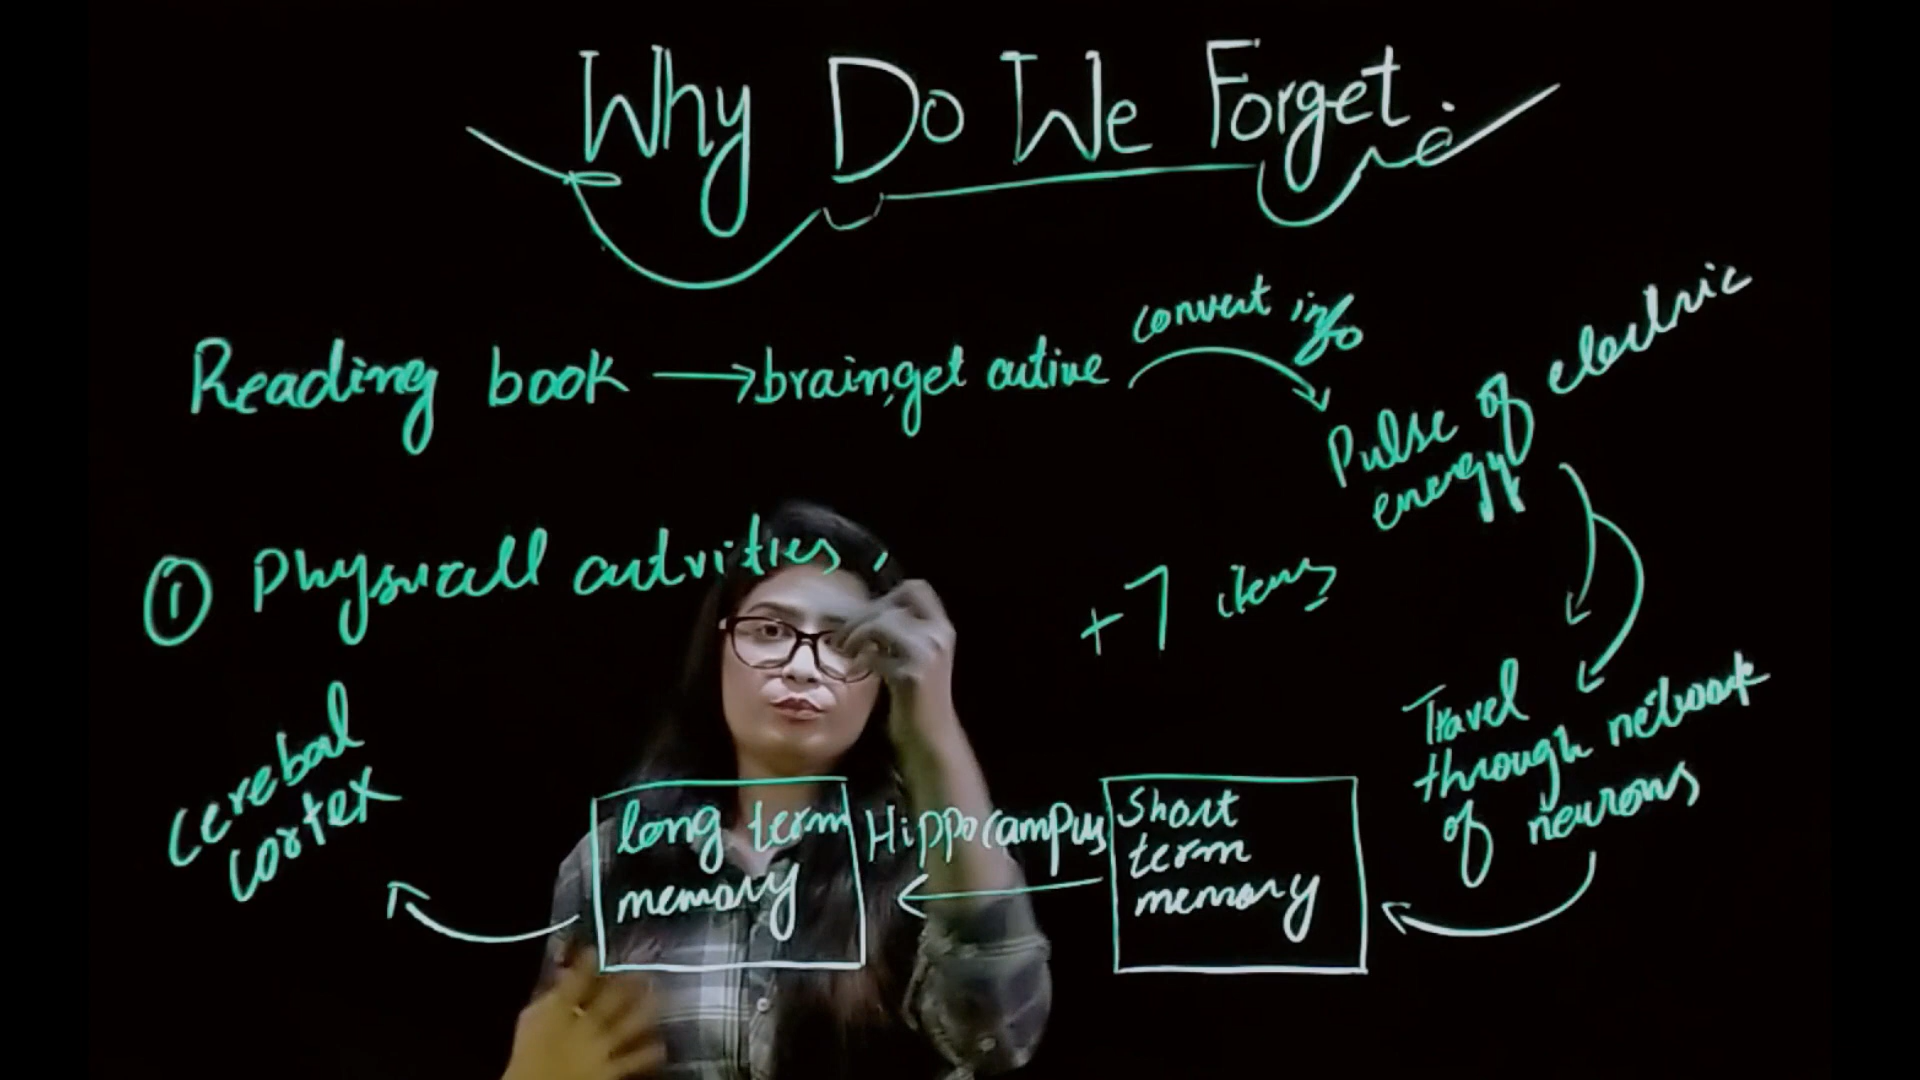 Why Do We Forget.
Reading book → brain, get active
convert info
Pulse of electric
energy
① Physicall activities,
+7 items
Travel
through network
of neurons
Short
term
memory
Hippocampus
long term
memory
cerebal
cortex